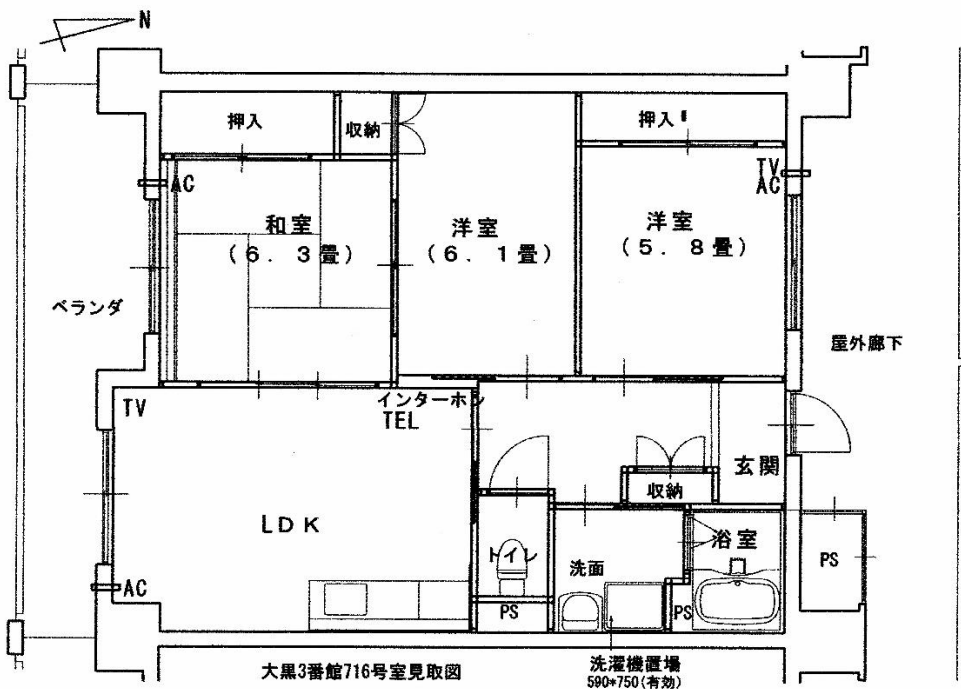 N
押入
収納
押入
AC
TV
AC
和室
(6.3畳)
洋室
(6.1畳)
洋室
(5.8畳)
ベランダ
屋外廊下
TV
インターホン
TEL
玄関
収納
LDK
トイレ
洗面
浴室
PS
AC
PS
PS
大黒3番館716号室見取図
洗濯機置場
590*750(有効)